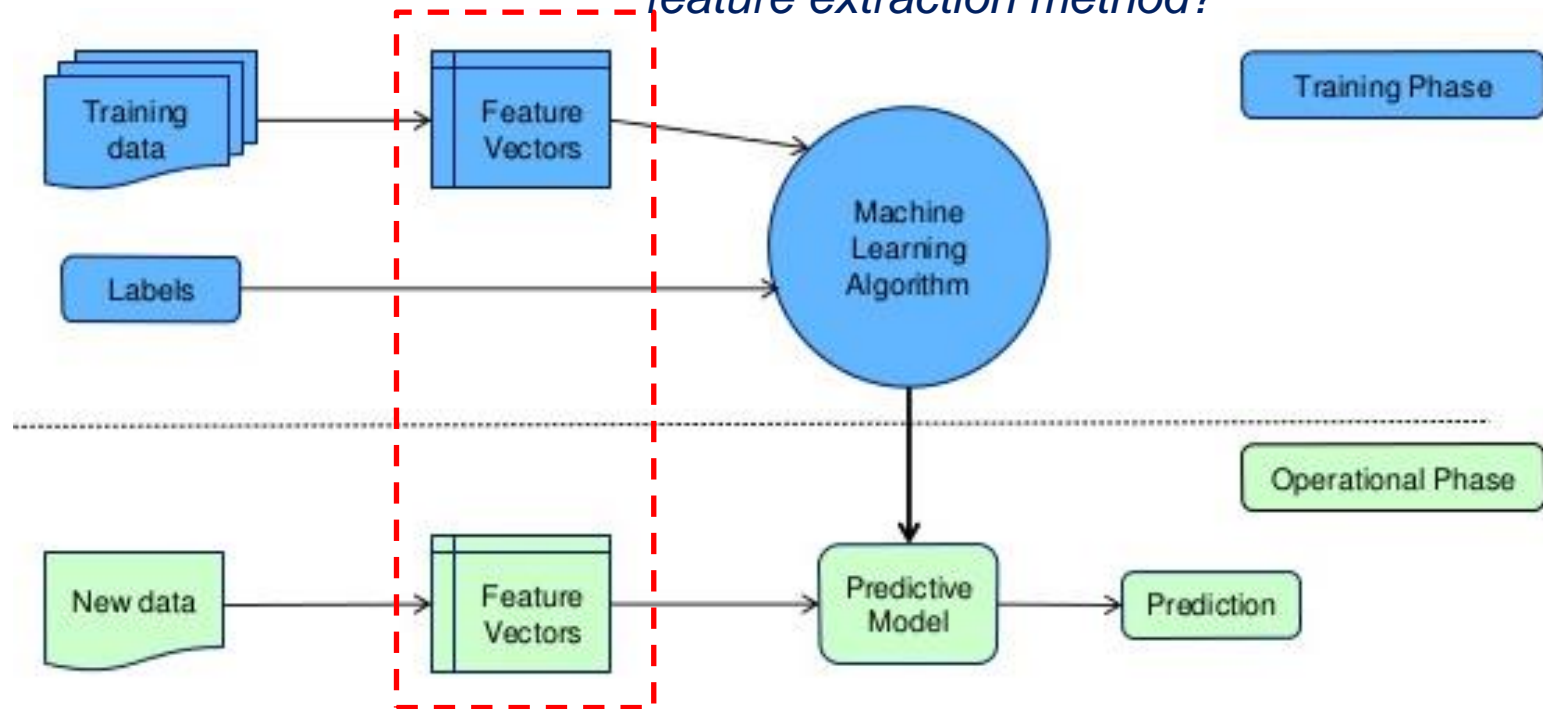 feature extraction method?
Training
data
Feature
Vectors
Training Phase
Machine
Learning
Algorithm
Labels
Operational Phase
New data
Feature
Vectors
Predictive
Model
Prediction